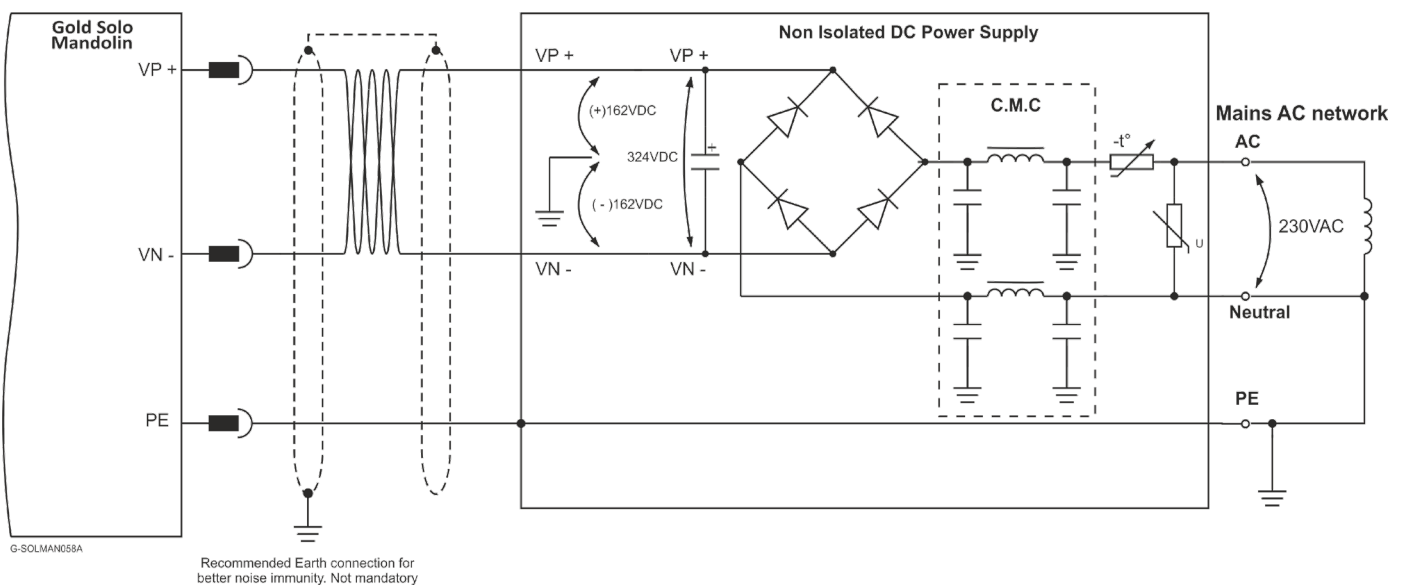 Gold Solo
Mandolin
VP +
VN -
PE
G-SOLMAN058A
Recommended Earth connection for
better noise immunity. Not mandatory
Non Isolated DC Power Supply
VP +
VP +
(+)162VDC
324VDC
+
( - )162VDC
VN -
VN -
C.M.C
-t°
U
Mains AC network
AC
230VAC
Neutral
PE